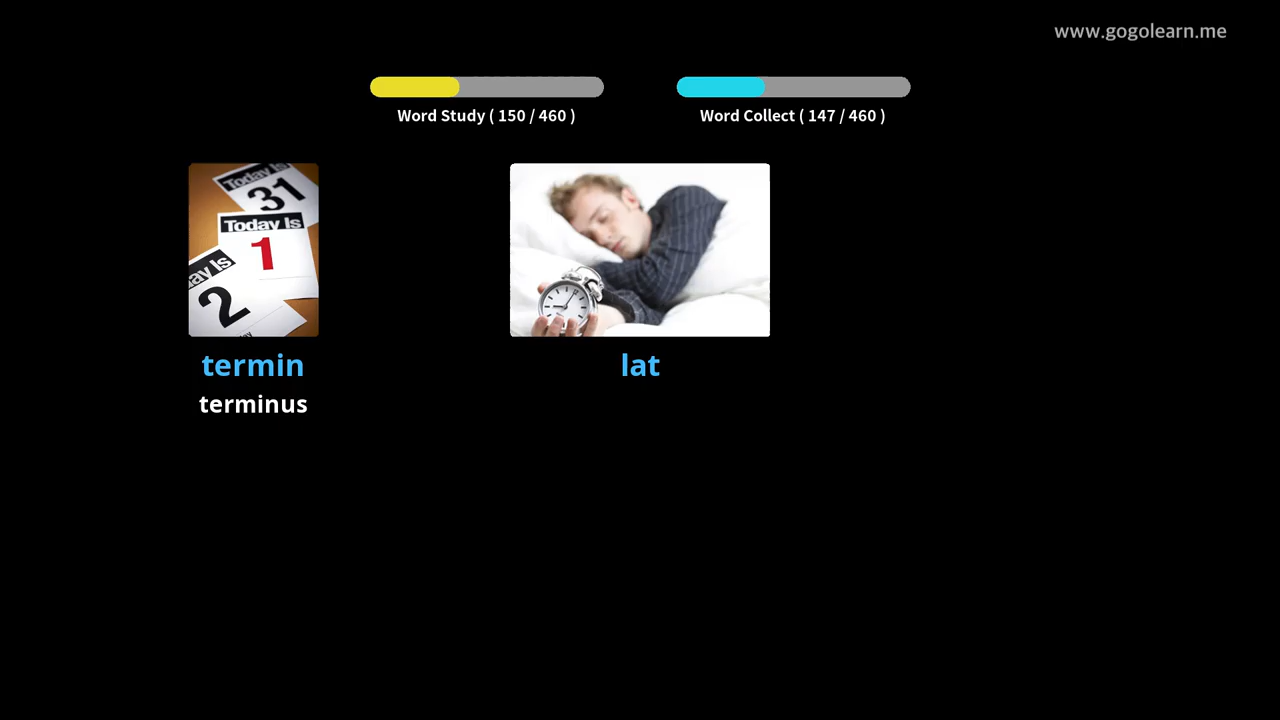 www.gogolearn.me
Word Study ( 150 / 460 )
Word Collect ( 147 / 460 )
Today Is
31
Today Is
1
ay Is
2
termin
lat
terminus